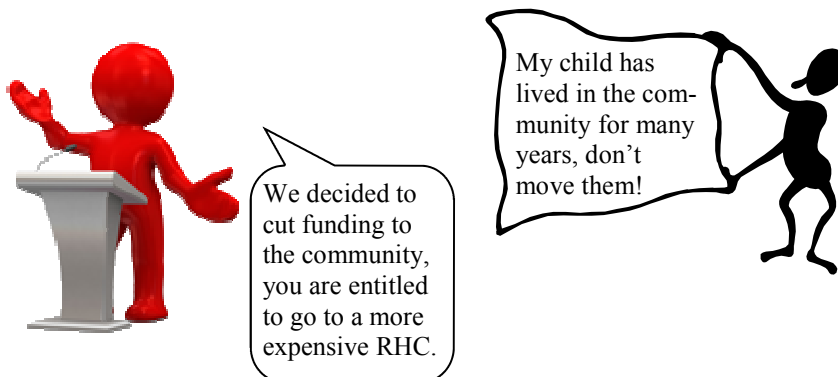 We decided to
cut funding to
the community,
you are entitled
to go to a more
expensive RHC.
My child has
lived in the com-
munity for many
years, don’t
move them!